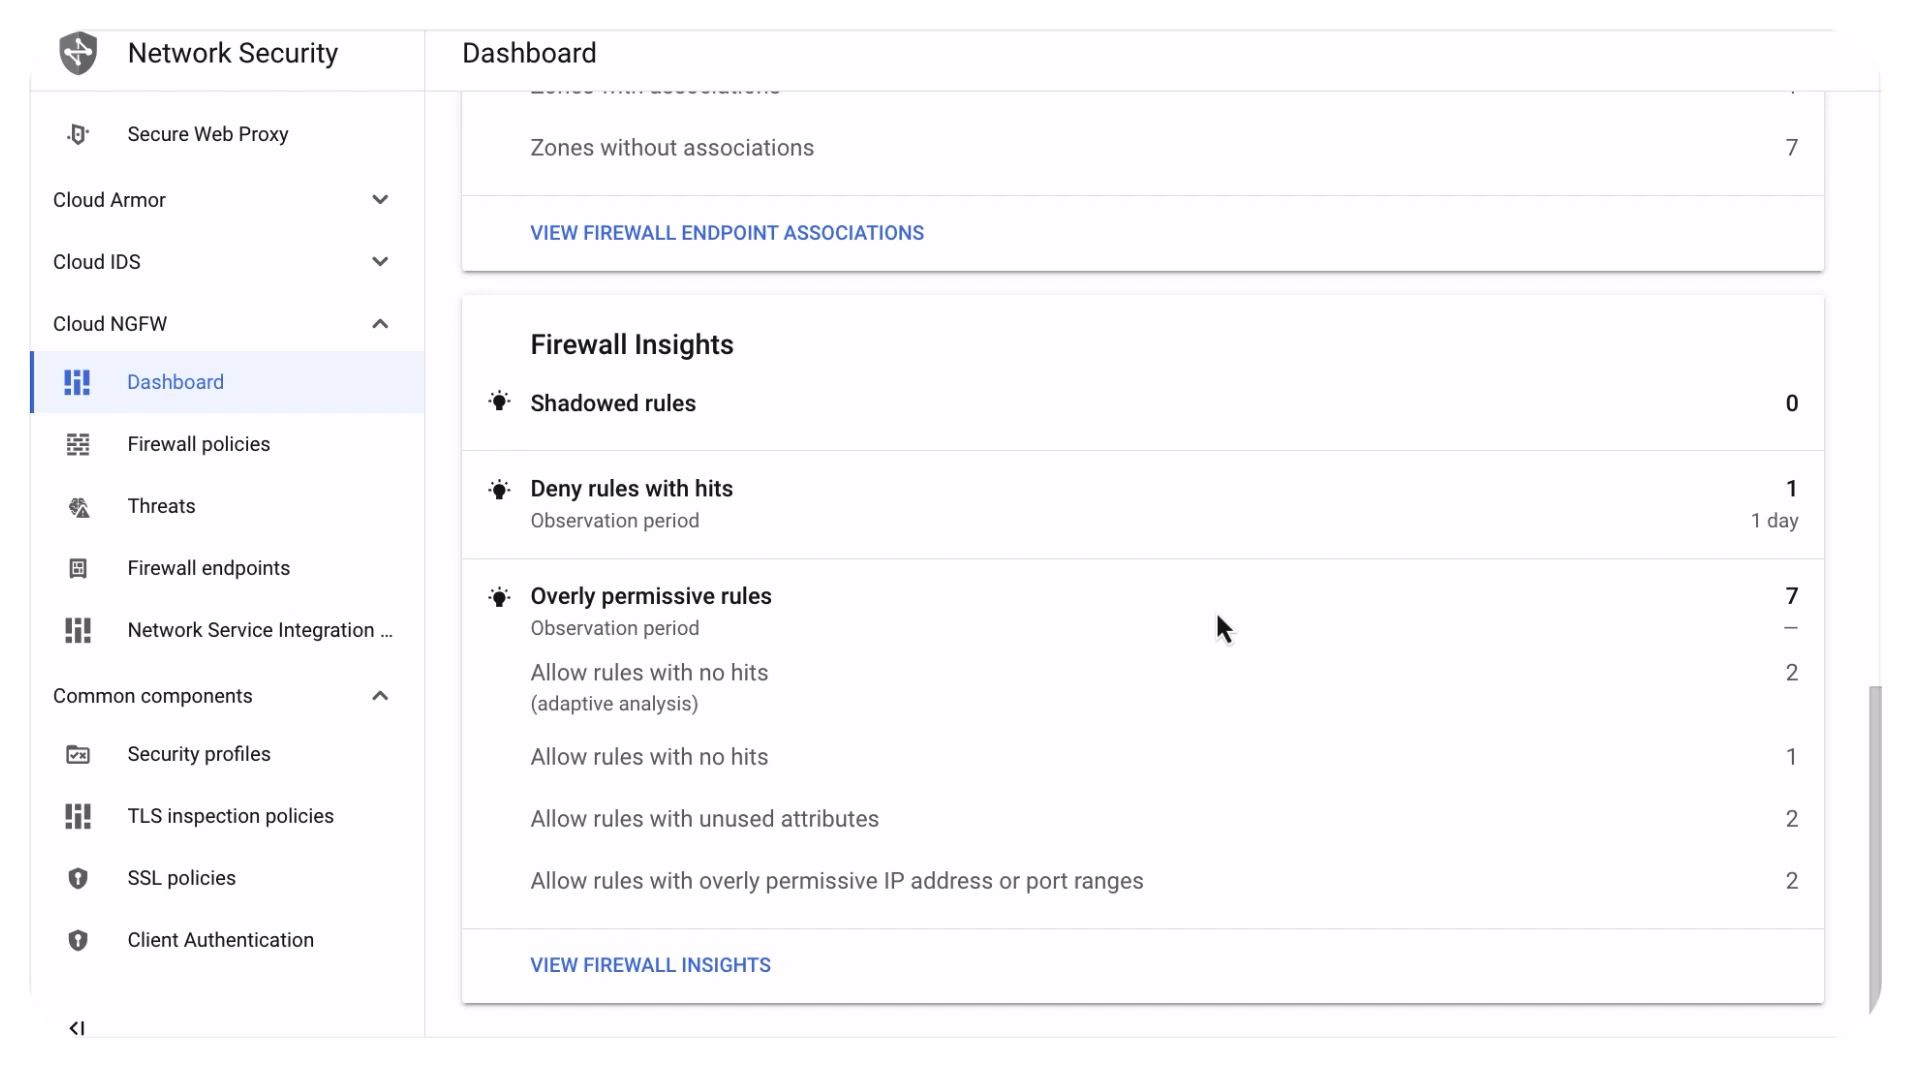 Network Security
Dashboard
Secure Web Proxy
Cloud Armor
Cloud IDS
Cloud NGFW
Dashboard
Firewall policies
Threats
Firewall endpoints
Network Service Integration ...
Common components
Security profiles
TLS inspection policies
SSL policies
Client Authentication
Zones with associations
Zones without associations 7
VIEW FIREWALL ENDPOINT ASSOCIATIONS
Firewall Insights
Shadowed rules 0
Deny rules with hits 1
Observation period 1 day
Overly permissive rules 7
Observation period –
Allow rules with no hits 2
(adaptive analysis)
Allow rules with no hits 1
Allow rules with unused attributes 2
Allow rules with overly permissive IP address or port ranges 2
VIEW FIREWALL INSIGHTS